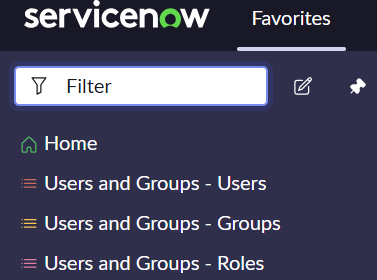 servicenow
Favorites
Filter
Home
Users and Groups - Users
Users and Groups - Groups
Users and Groups - Roles